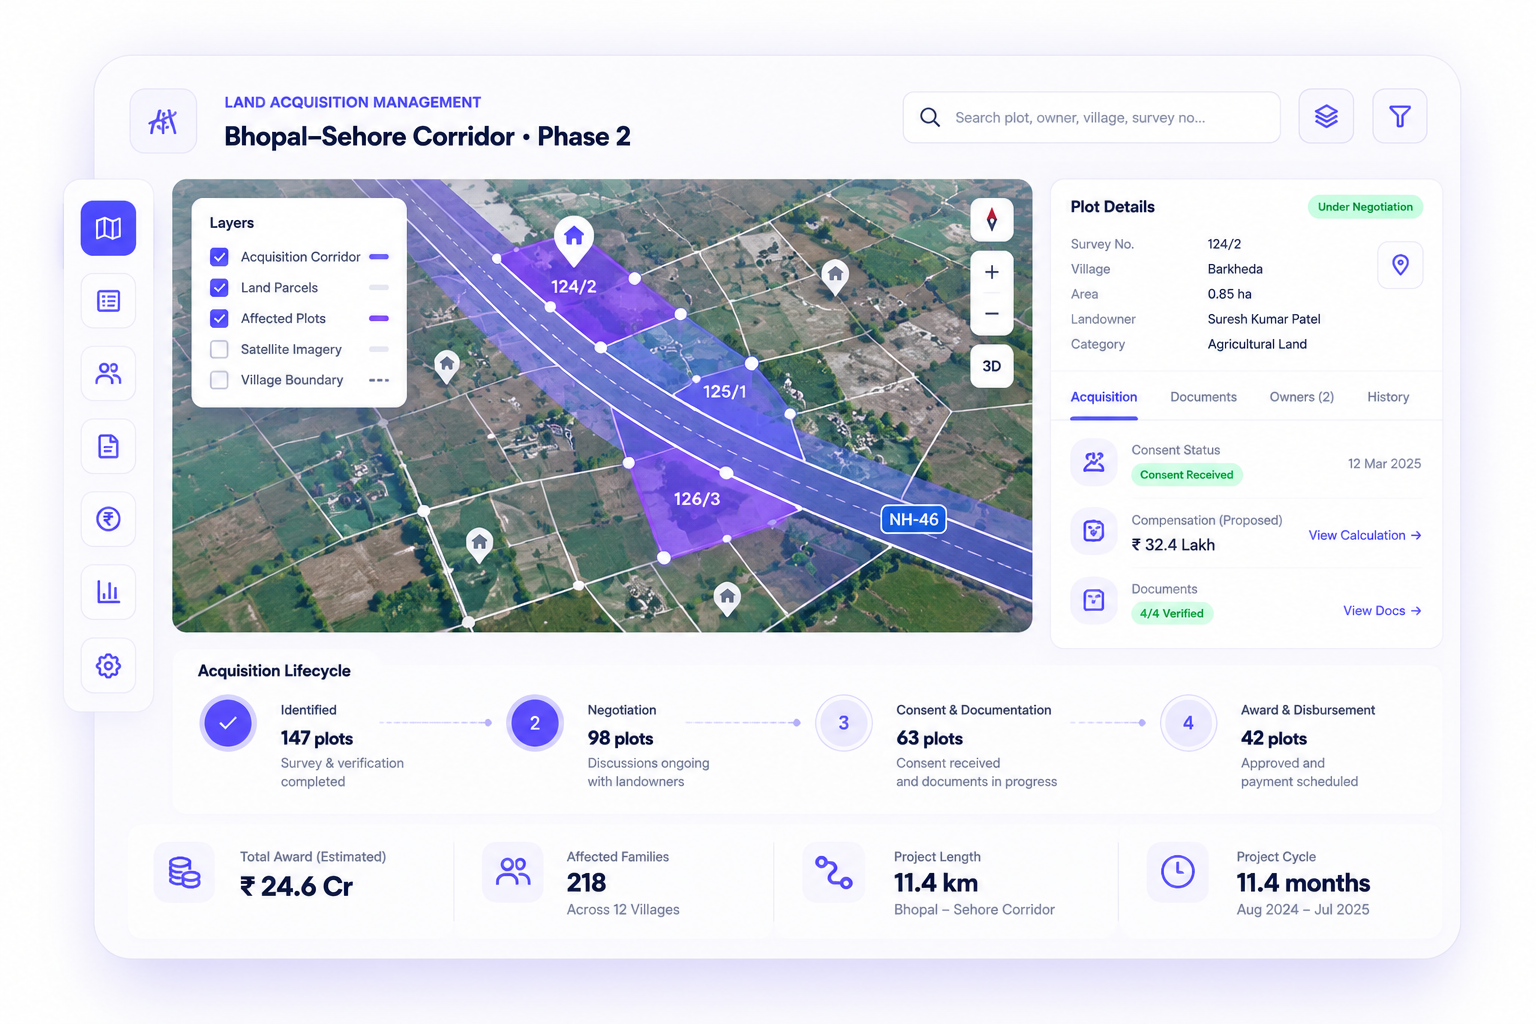 LAND ACQUISITION MANAGEMENT
Bhopal–Sehore Corridor · Phase 2
Search plot, owner, village, survey no...
Layers
Acquisition Corridor
Land Parcels
Affected Plots
Satellite Imagery
Village Boundary
124/2
125/1
126/3
NH-46
3D
Plot Details
Under Negotiation
Survey No. 124/2
Village Barkheda
Area 0.85 ha
Landowner Suresh Kumar Patel
Category Agricultural Land
Acquisition Documents Owners (2) History
Consent Status
Consent Received
12 Mar 2025
Compensation (Proposed)
₹ 32.4 Lakh
View Calculation →
Documents
4/4 Verified
View Docs →
Acquisition Lifecycle
Identified
147 plots
Survey & verification
completed
2
Negotiation
98 plots
Discussions ongoing
with landowners
3
Consent & Documentation
63 plots
Consent received
and documents in progress
4
Award & Disbursement
42 plots
Approved and
payment scheduled
Total Award (Estimated)
₹ 24.6 Cr
Affected Families
218
Across 12 Villages
Project Length
11.4 km
Bhopal – Sehore Corridor
Project Cycle
11.4 months
Aug 2024 – Jul 2025